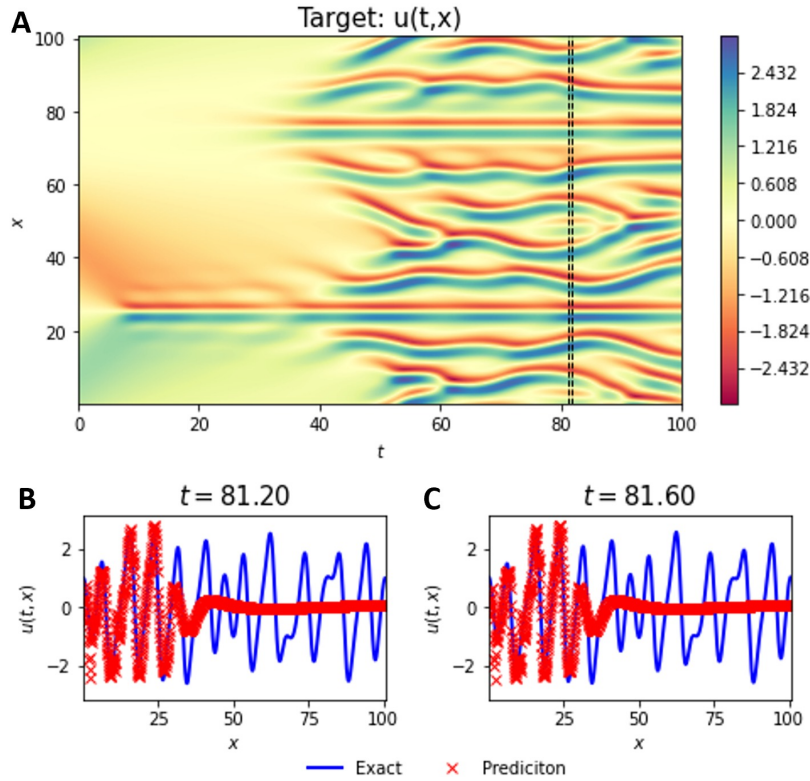 A
Target: u(t,x)
100
80
60
40
20
x
0
20
40
60
80
100
t
2.432
1.824
1.216
0.608
0.000
−0.608
−1.216
−1.824
−2.432
B
t = 81.20
2
0
−2
u(t,x)
25
50
75
100
x
C
t = 81.60
2
0
−2
u(t,x)
25
50
75
100
x
Exact
Prediciton